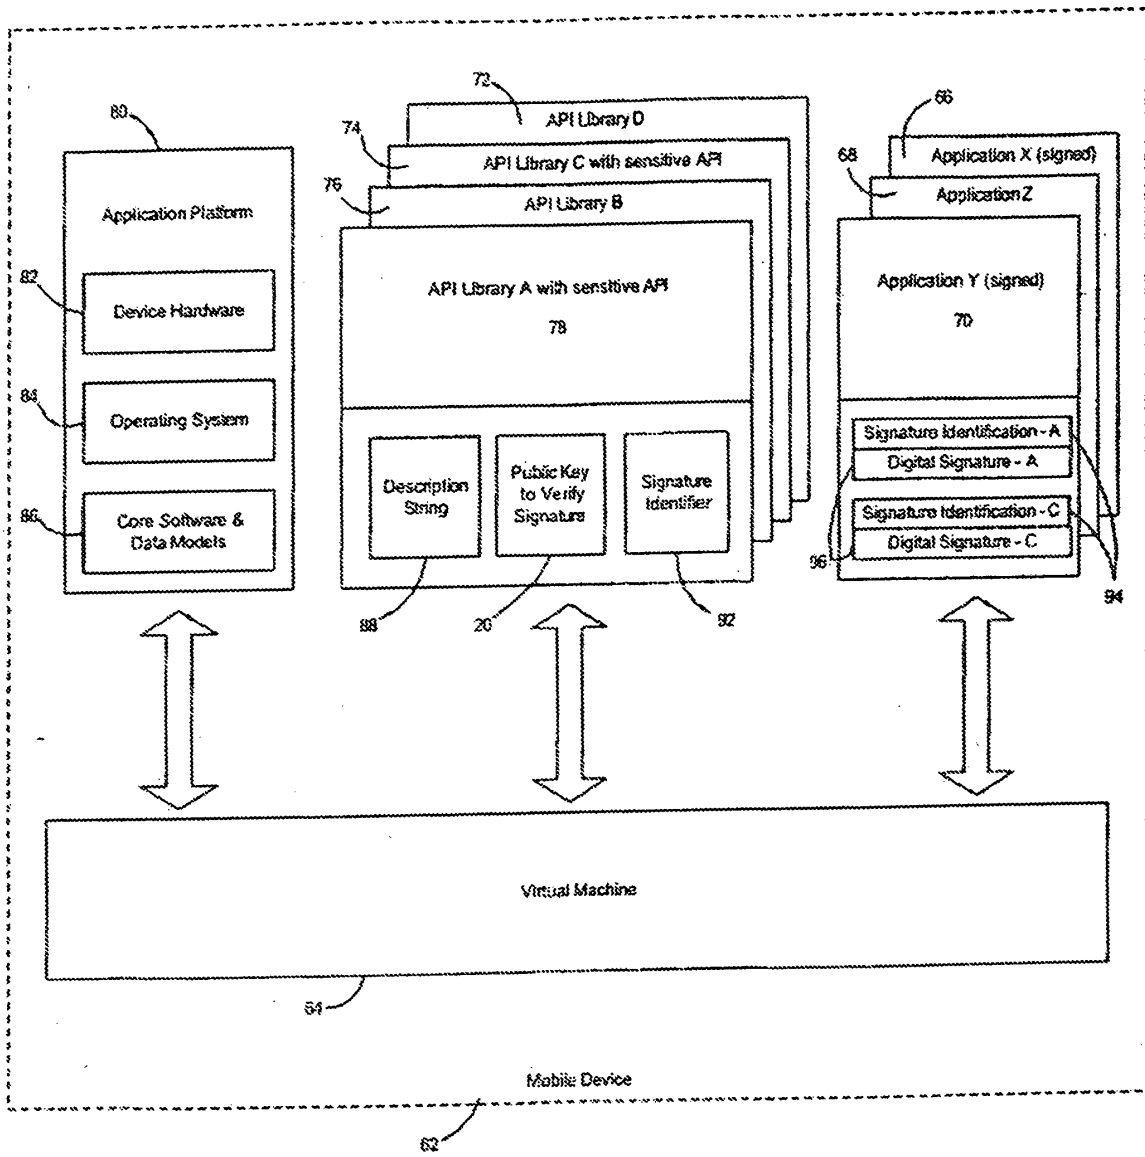 72
API Library D
74
API Library C with sensitive API
76
API Library B
API Library A with sensitive API
78
Description
String
Public Key
to Verify
Signature
Signature
Identifier
88
20
92
80
Application Platform
82
Device Hardware
84
Operating System
86
Core Software &
Data Models
66
Application X (signed)
68
Application Z
Application Y (signed)
70
Signature Identification - A
Digital Signature - A
Signature Identification - C
Digital Signature - C
96
94
Virtual Machine
64
Mobile Device
62